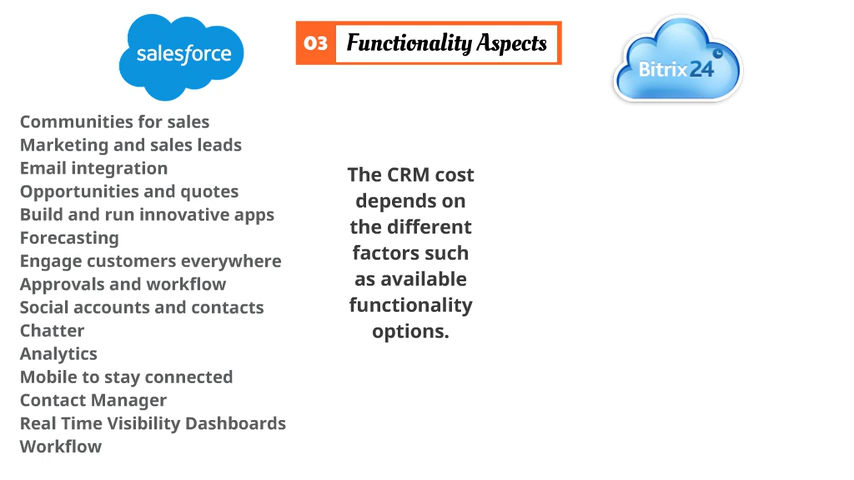 salesforce
03 Functionality Aspects
Bitrix24
Communities for sales
Marketing and sales leads
Email integration
Opportunities and quotes
Build and run innovative apps
Forecasting
Engage customers everywhere
Approvals and workflow
Social accounts and contacts
Chatter
Analytics
Mobile to stay connected
Contact Manager
Real Time Visibility Dashboards
Workflow
The CRM cost
depends on
the different
factors such
as available
functionality
options.